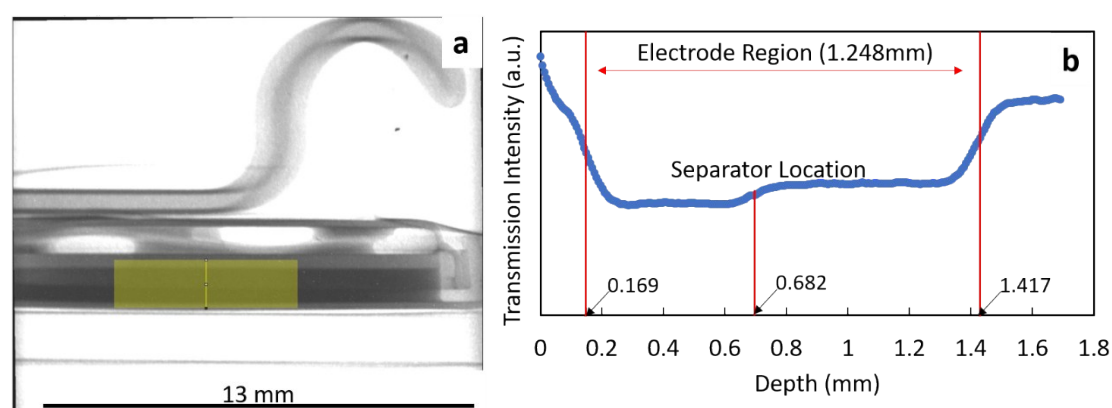 a
13 mm
b
Electrode Region (1.248mm)
Separator Location
0.169
0.682
1.417
Transmission Intensity (a.u.)
0 0.2 0.4 0.6 0.8 1 1.2 1.4 1.6 1.8
Depth (mm)